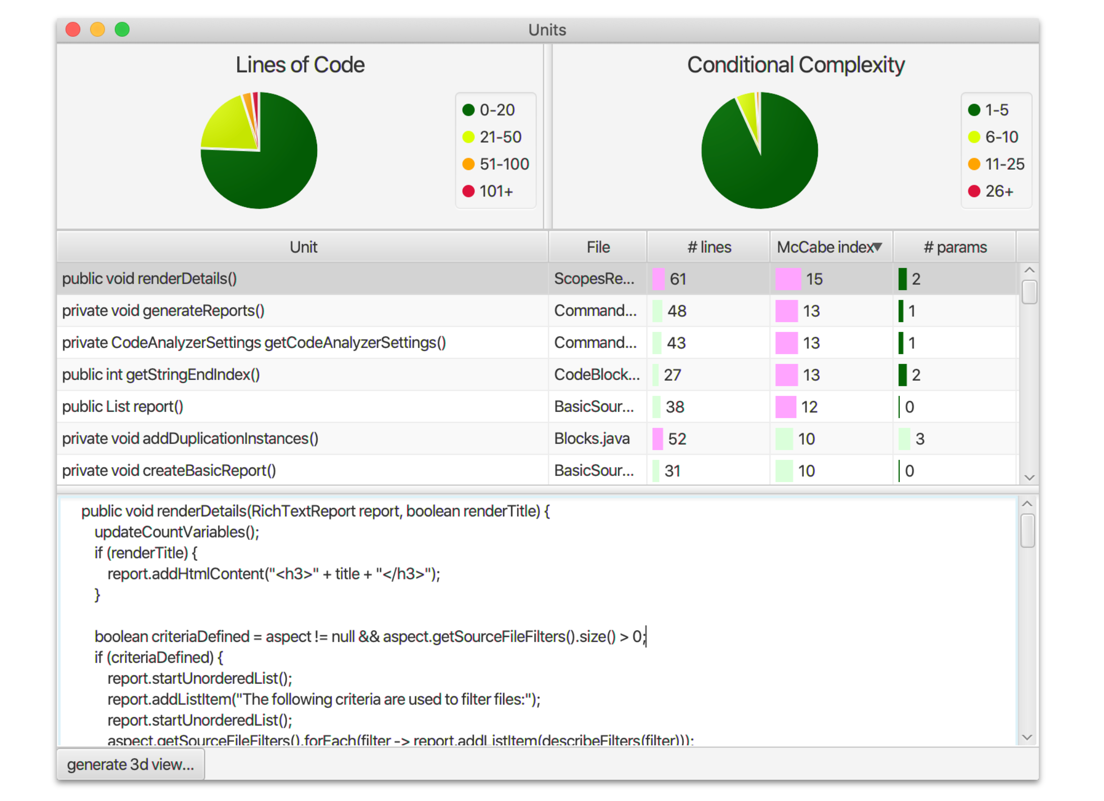 Units
Lines of Code
0-20
21-50
51-100
101+
Conditional Complexity
1-5
6-10
11-25
26+
Unit File # lines McCabe index▼ # params
public void renderDetails() ScopesRe... 61 15 2
private void generateReports() Command... 48 13 1
private CodeAnalyzerSettings getCodeAnalyzerSettings() Command... 43 13 1
public int getStringEndIndex() CodeBlock... 27 13 2
public List report() BasicSour... 38 12 0
private void addDuplicationInstances() Blocks.java 52 10 3
private void createBasicReport() BasicSour... 31 10 0
public void renderDetails(RichTextReport report, boolean renderTitle) {
updateCountVariables();
if (renderTitle) {
report.addHtmlContent("<h3>" + title + "</h3>");
}
boolean criteriaDefined = aspect != null && aspect.getSourceFileFilters().size() > 0;
if (criteriaDefined) {
report.startUnorderedList();
report.addListItem("The following criteria are used to filter files:");
report.startUnorderedList();
aspect.getSourceFileFilters().forEach(filter -> report.addListItem(describeFilters(filter)));
generate 3d view...